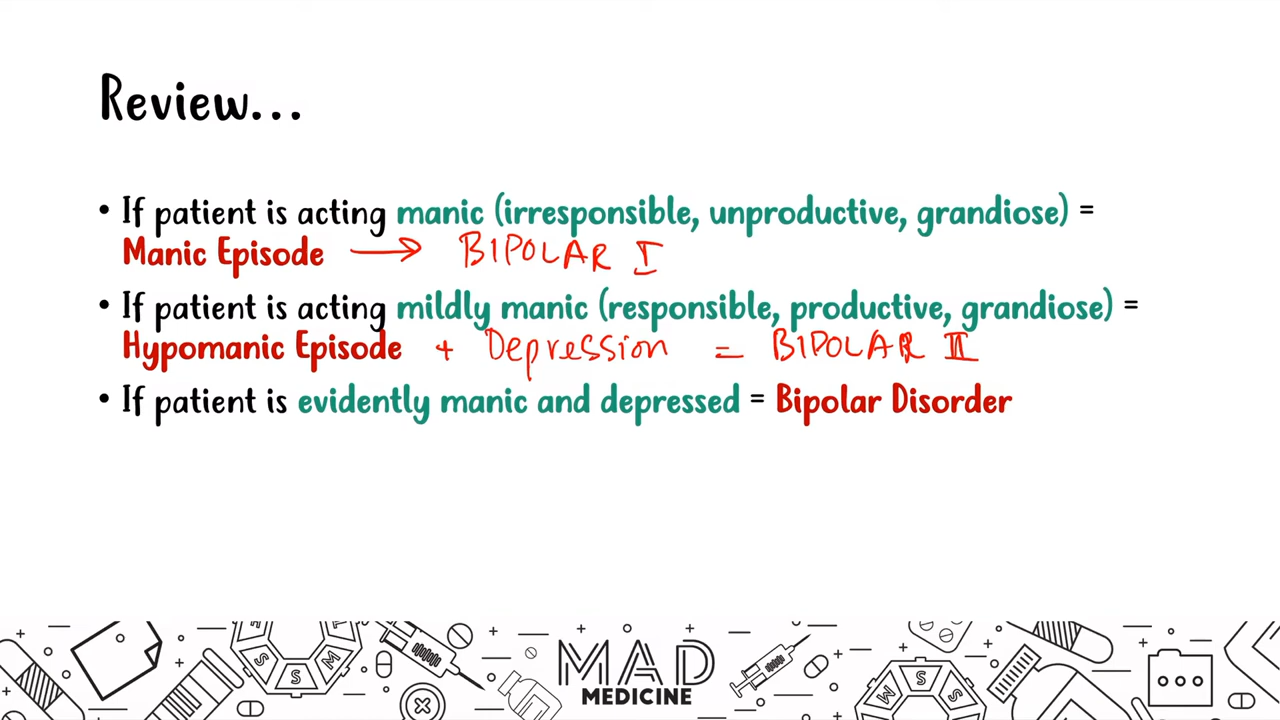 Review...
• If patient is acting manic (irresponsible, unproductive, grandiose) =
Manic Episode → BIPOLAR I
• If patient is acting mildly manic (responsible, productive, grandiose) =
Hypomanic Episode + Depression = BIPOLAR II
• If patient is evidently manic and depressed = Bipolar Disorder
S S M
MAD
MEDICINE
M S S